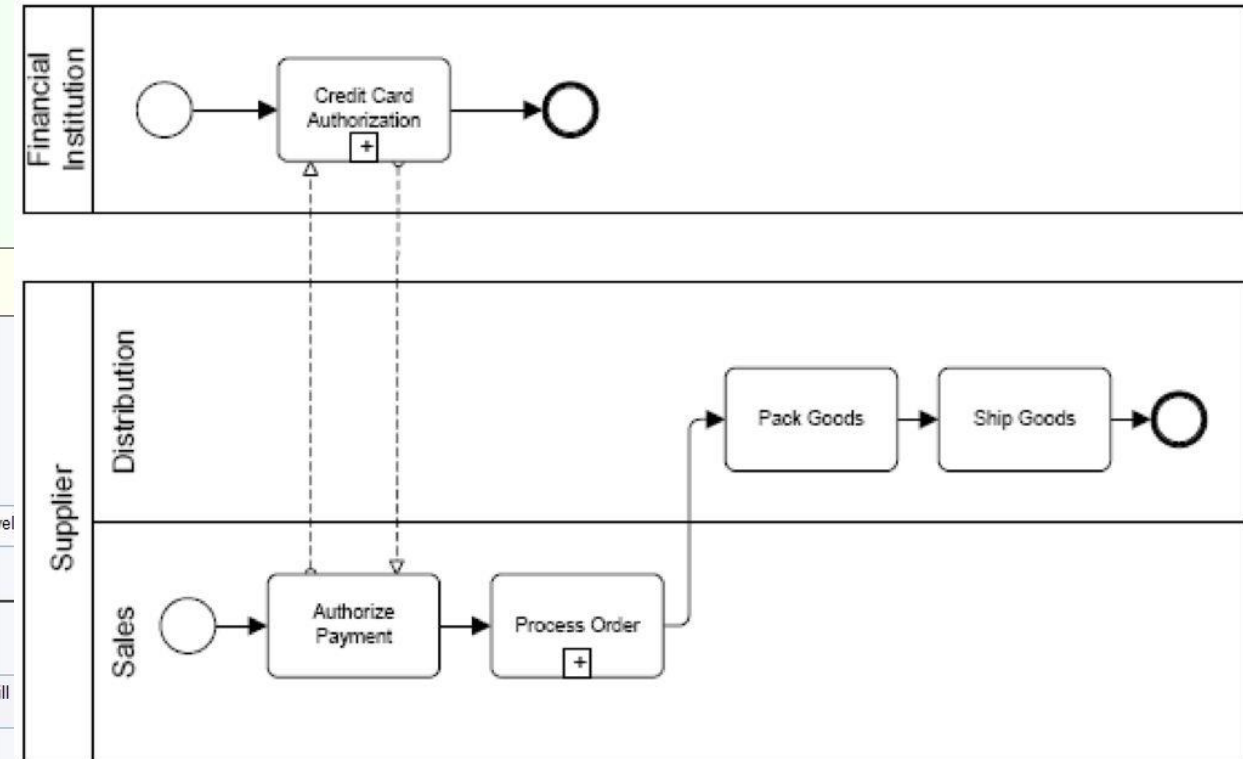 Financial
Institution
Credit Card
Authorization
+
Supplier
Distribution
Pack Goods
Ship Goods
Sales
Authorize
Payment
Process Order
+